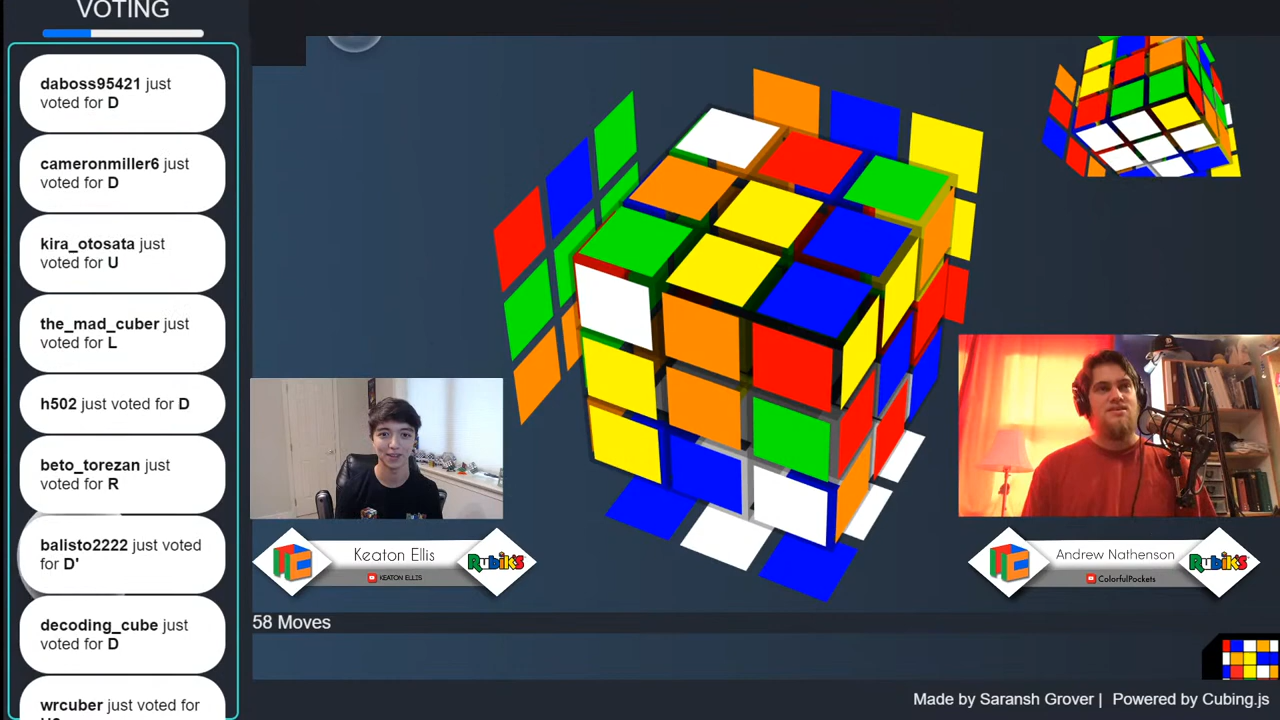 VOTING
daboss95421 just
voted for D
cameronmiller6 just
voted for D
kira_otosata just
voted for U
the_mad_cuber just
voted for L
h502 just voted for D
beto_torezan just
voted for R
balisto2222 just voted
for D'
decoding_cube just
voted for D
wrcuber just voted for
Keaton Ellis
KEATON ELLIS
Rubik's
Andrew Nathenson
ColorfulPockets
Rubik's
58 Moves
Made by Saransh Grover | Powered by Cubing.js